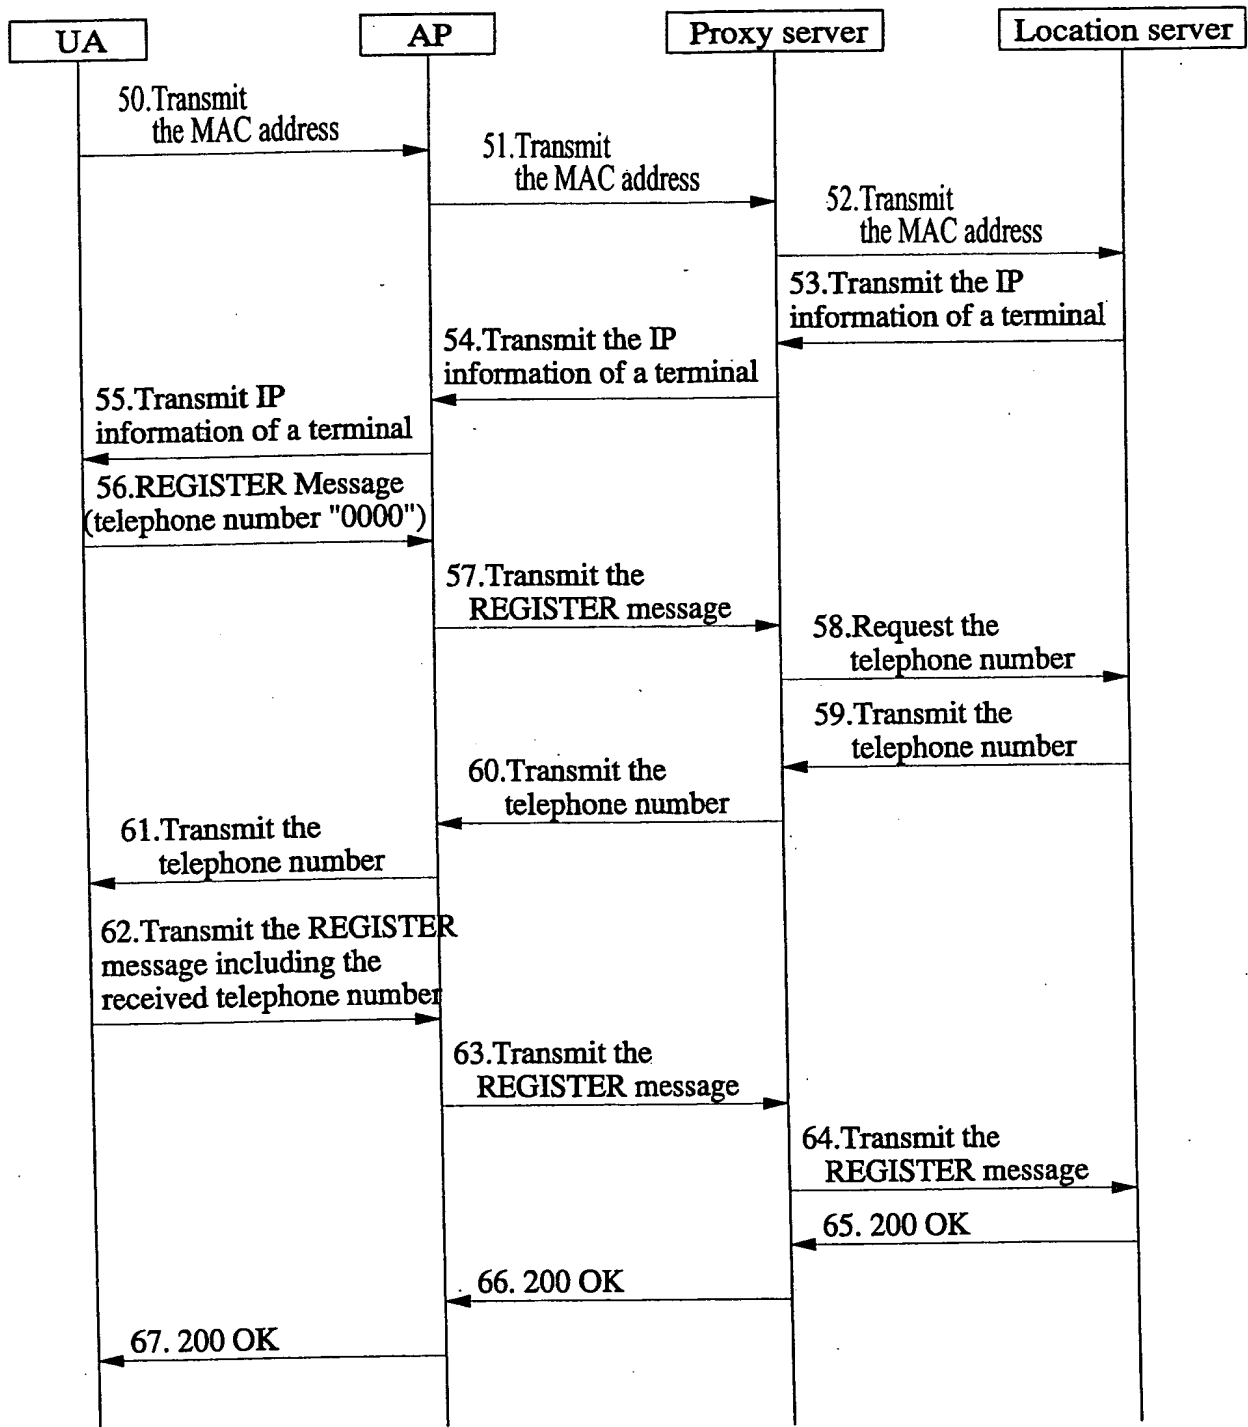 UA
AP
Proxy server
Location server
50.Transmit
the MAC address
51.Transmit
the MAC address
52.Transmit
the MAC address
53.Transmit the IP
information of a terminal
54.Transmit the IP
information of a terminal
55.Transmit IP
information of a terminal
56.REGISTER Message
(telephone number "0000")
57.Transmit the
REGISTER message
58.Request the
telephone number
59.Transmit the
telephone number
60.Transmit the
telephone number
61.Transmit the
telephone number
62.Transmit the REGISTER
message including the
received telephone number
63.Transmit the
REGISTER message
64.Transmit the
REGISTER message
65. 200 OK
66. 200 OK
67. 200 OK